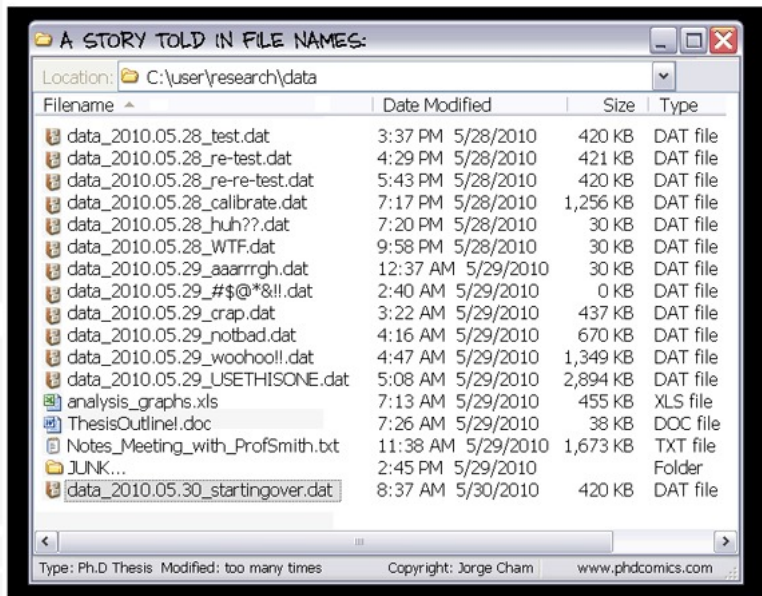 A STORY TOLD IN FILE NAMES:
Location: C:\user\research\data
Filename Date Modified Size Type
data_2010.05.28_test.dat 3:37 PM 5/28/2010 420 KB DAT file
data_2010.05.28_re-test.dat 4:29 PM 5/28/2010 421 KB DAT file
data_2010.05.28_re-re-test.dat 5:43 PM 5/28/2010 420 KB DAT file
data_2010.05.28_calibrate.dat 7:17 PM 5/28/2010 1,256 KB DAT file
data_2010.05.28_huh??.dat 7:20 PM 5/28/2010 30 KB DAT file
data_2010.05.28_WTF.dat 9:58 PM 5/28/2010 30 KB DAT file
data_2010.05.29_aaarrrgh.dat 12:37 AM 5/29/2010 30 KB DAT file
data_2010.05.29_#$@*&!!.dat 2:40 AM 5/29/2010 0 KB DAT file
data_2010.05.29_crap.dat 3:22 AM 5/29/2010 437 KB DAT file
data_2010.05.29_notbad.dat 4:16 AM 5/29/2010 670 KB DAT file
data_2010.05.29_woohoo!!.dat 4:47 AM 5/29/2010 1,349 KB DAT file
data_2010.05.29_USETHISONE.dat 5:08 AM 5/29/2010 2,894 KB DAT file
analysis_graphs.xls 7:13 AM 5/29/2010 455 KB XLS file
ThesisOutline!.doc 7:26 AM 5/29/2010 38 KB DOC file
Notes_Meeting_with_ProfSmith.txt 11:38 AM 5/29/2010 1,673 KB TXT file
JUNK... 2:45 PM 5/29/2010 Folder
data_2010.05.30_startingover.dat 8:37 AM 5/30/2010 420 KB DAT file
Type: Ph.D Thesis Modified: too many times Copyright: Jorge Cham www.phdcomics.com